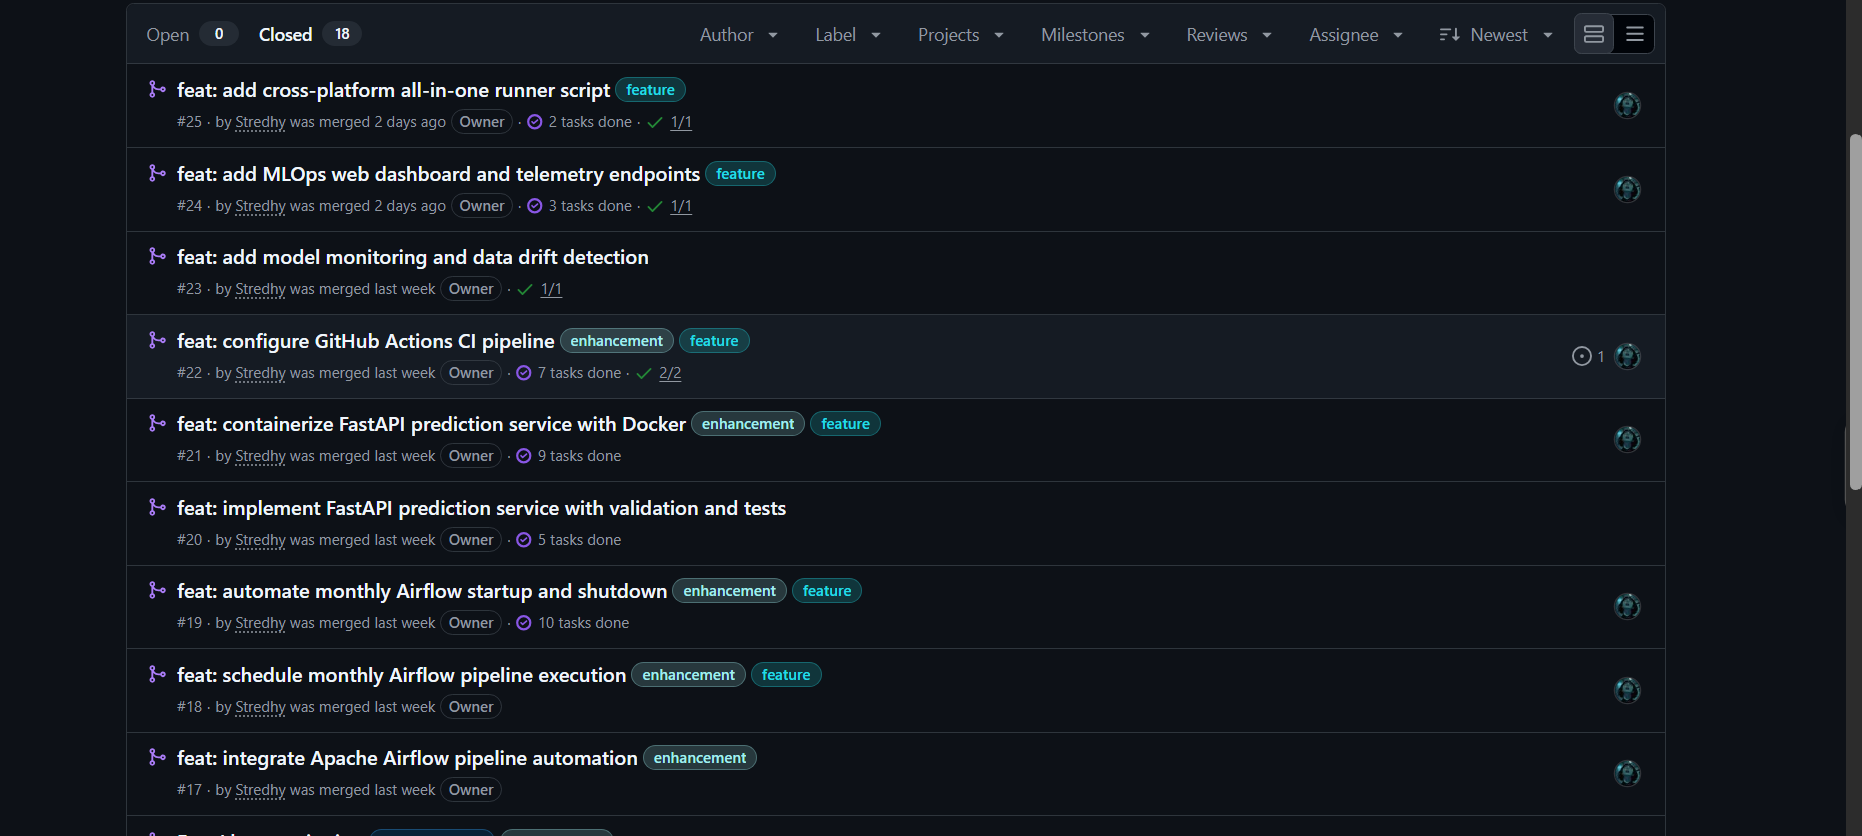 Open 0 Closed 18 Author Label Projects Milestones Reviews Assignee Newest
feat: add cross-platform all-in-one runner script feature
#25 · by Stredhy was merged 2 days ago Owner · 2 tasks done · 1/1
feat: add MLOps web dashboard and telemetry endpoints feature
#24 · by Stredhy was merged 2 days ago Owner · 3 tasks done · 1/1
feat: add model monitoring and data drift detection
#23 · by Stredhy was merged last week Owner · 1/1
feat: configure GitHub Actions CI pipeline enhancement feature
#22 · by Stredhy was merged last week Owner · 7 tasks done · 2/2
1
feat: containerize FastAPI prediction service with Docker enhancement feature
#21 · by Stredhy was merged last week Owner · 9 tasks done
feat: implement FastAPI prediction service with validation and tests
#20 · by Stredhy was merged last week Owner · 5 tasks done
feat: automate monthly Airflow startup and shutdown enhancement feature
#19 · by Stredhy was merged last week Owner · 10 tasks done
feat: schedule monthly Airflow pipeline execution enhancement feature
#18 · by Stredhy was merged last week Owner
feat: integrate Apache Airflow pipeline automation enhancement
#17 · by Stredhy was merged last week Owner